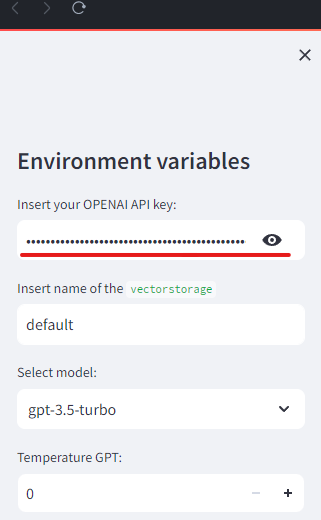 Environment variables
Insert your OPENAI API key:
••••••••••••••••••••••••••••••••••••••••••••••
Insert name of the vectorstorage
default
Select model:
gpt-3.5-turbo
Temperature GPT:
0